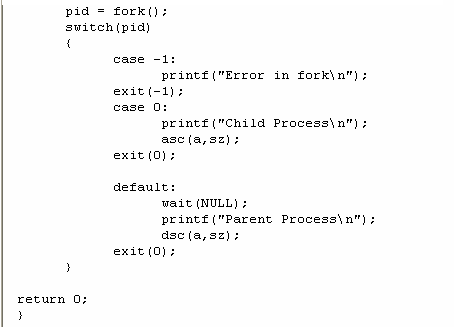 pid = fork();
switch(pid)
{
case -1:
printf("Error in fork\n");
exit(-1);
case 0:
printf("Child Process\n");
asc(a,sz);
exit(0);
default:
wait(NULL);
printf("Parent Process\n");
dsc(a,sz);
exit(0);
}
return 0;
}